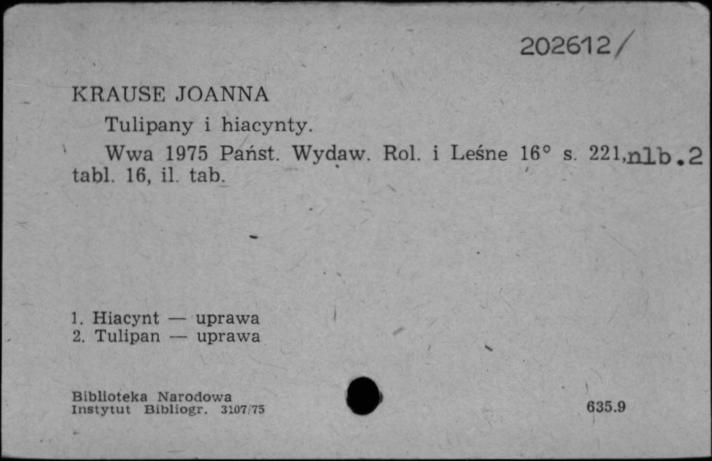 202612/
KRAUSE JOANNA
Tulipany i hiacynty.
Wwa 1975 Państ. Wydaw. Rol. i Leśne 16° s. 221,nlb.2
tabl. 16, il. tab.
1. Hiacynt — uprawa
2. Tulipan — uprawa
Biblioteka Narodowa
Instytut Bibliogr. 3107/75
635.9